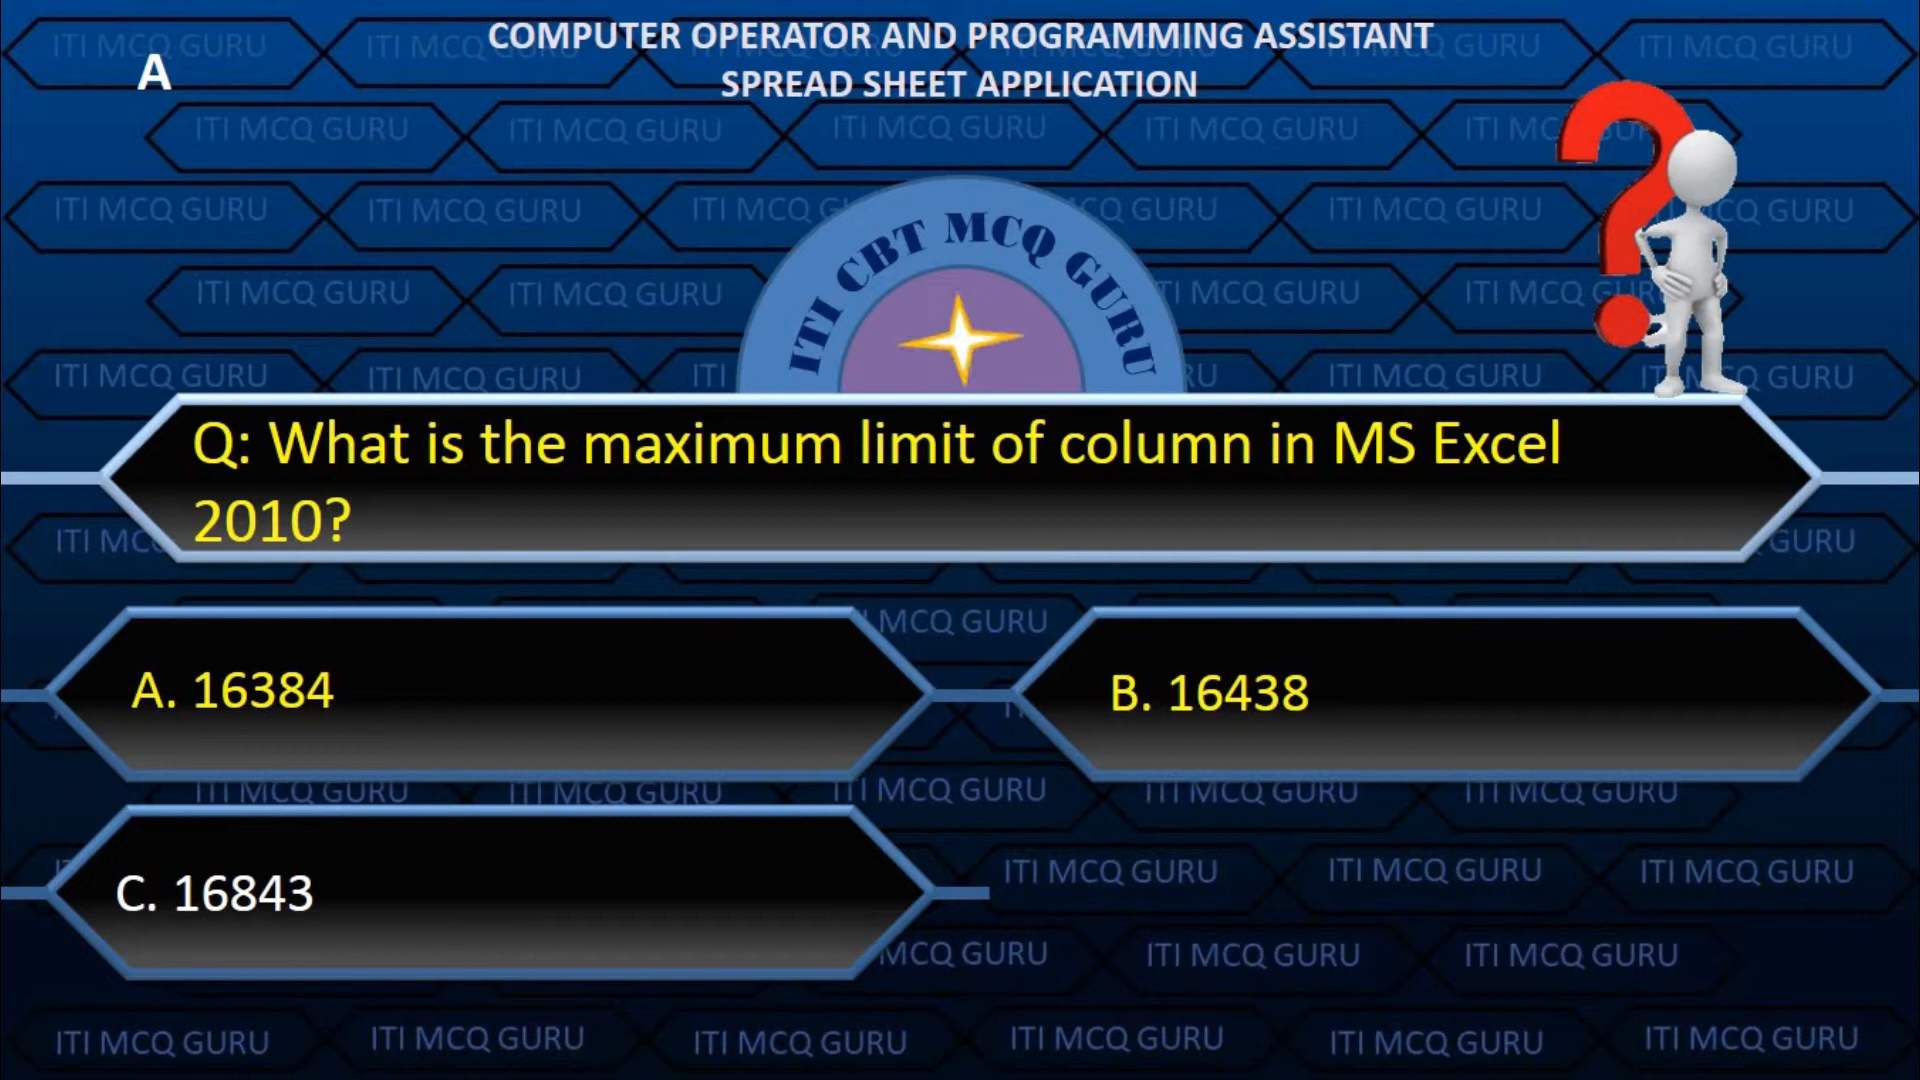 COMPUTER OPERATOR AND PROGRAMMING ASSISTANT
A
SPREAD SHEET APPLICATION
ITI CBT MCQ GURU
Q: What is the maximum limit of column in MS Excel
2010?
A. 16384
B. 16438
C. 16843
ITI MCQ GURU